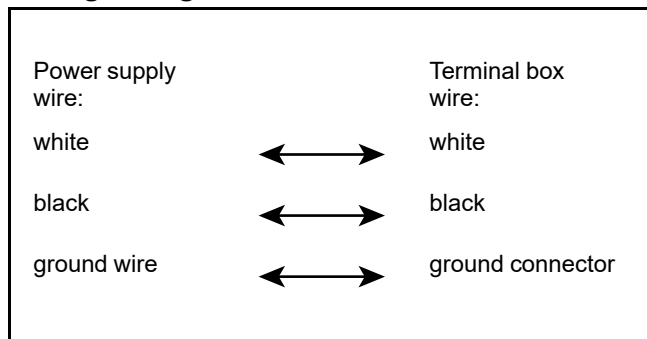 Power supply
wire:
Terminal box
wire:
white
white
black
black
ground wire
ground connector